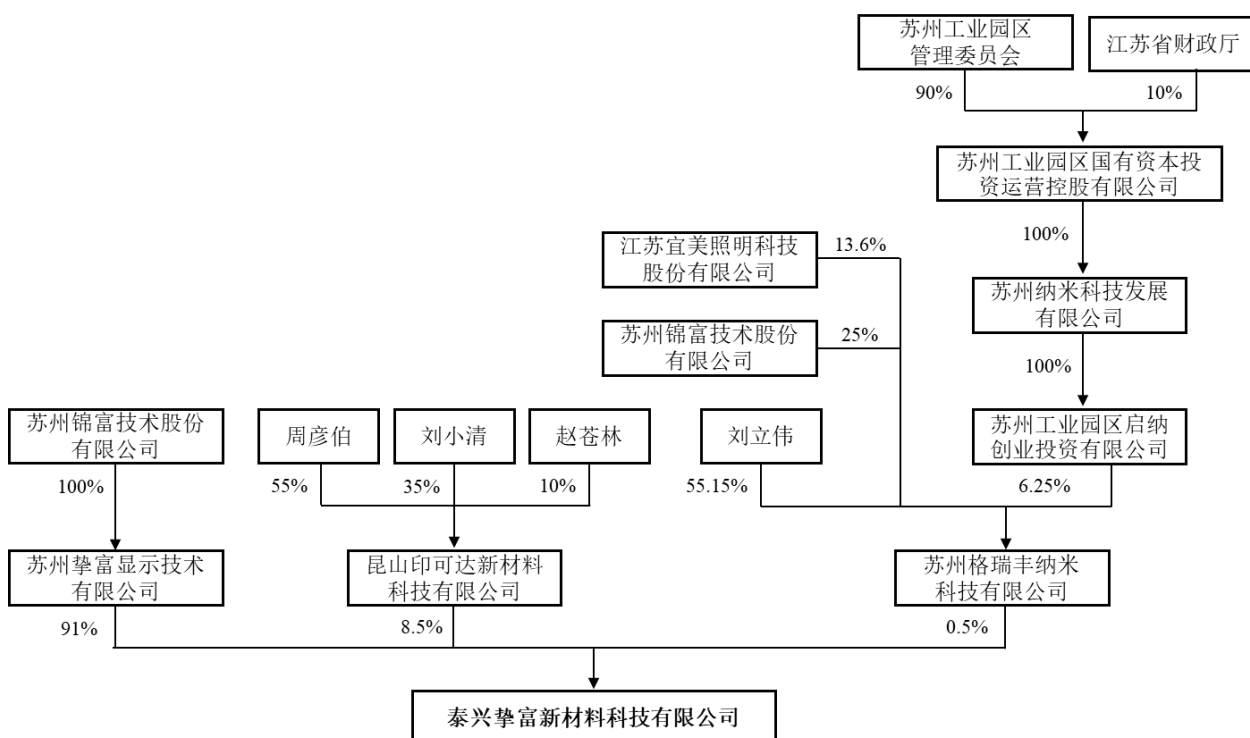 苏州工业园区
管理委员会
江苏省财政厅
90%
10%
苏州工业园区国有资本投
资运营控股有限公司
100%
江苏宜美照明科技
股份有限公司
13.6%
苏州纳米科技发展
有限公司
苏州锦富技术股份
有限公司
25%
100%
苏州锦富技术股份
有限公司
周彦伯
刘小清
赵苍林
刘立伟
苏州工业园区启纳
创业投资有限公司
100%
55%
35%
10%
55.15%
6.25%
苏州挚富显示技术
有限公司
昆山印可达新材料
科技有限公司
苏州格瑞丰纳米
科技有限公司
91%
8.5%
0.5%
泰兴挚富新材料科技有限公司